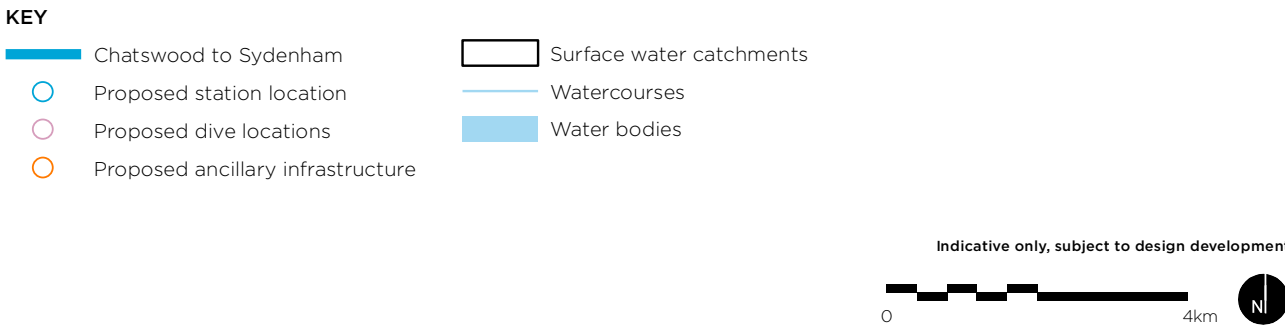 KEY
Chatswood to Sydenham
Proposed station location
Proposed dive locations
Proposed ancillary infrastructure
Surface water catchments
Watercourses
Water bodies
Indicative only, subject to design development
0 4km
N